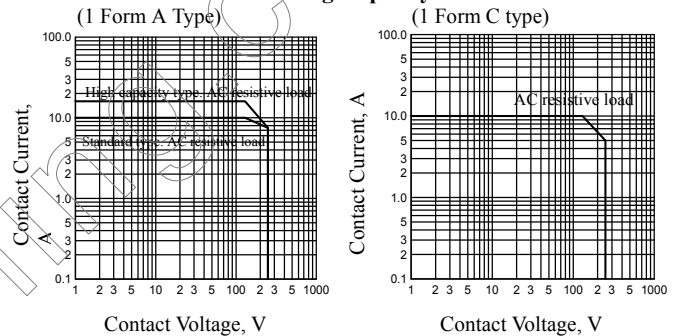 (1 Form A Type)
100.0
5
3
2
High capacity type. AC resistive load
10.0
Standard type. AC resistive load
5
3
2
1.0
5
3
2
0.1
1 2 3 5 10 2 3 5 100 2 3 5 1000
Contact Current,
A
Contact Voltage, V
(1 Form C type)
100.0
5
3
2
AC resistive load
10.0
5
3
2
1.0
5
3
2
0.1
1 2 3 5 10 2 3 5 100 2 3 5 1000
Contact Current, A
Contact Voltage, V